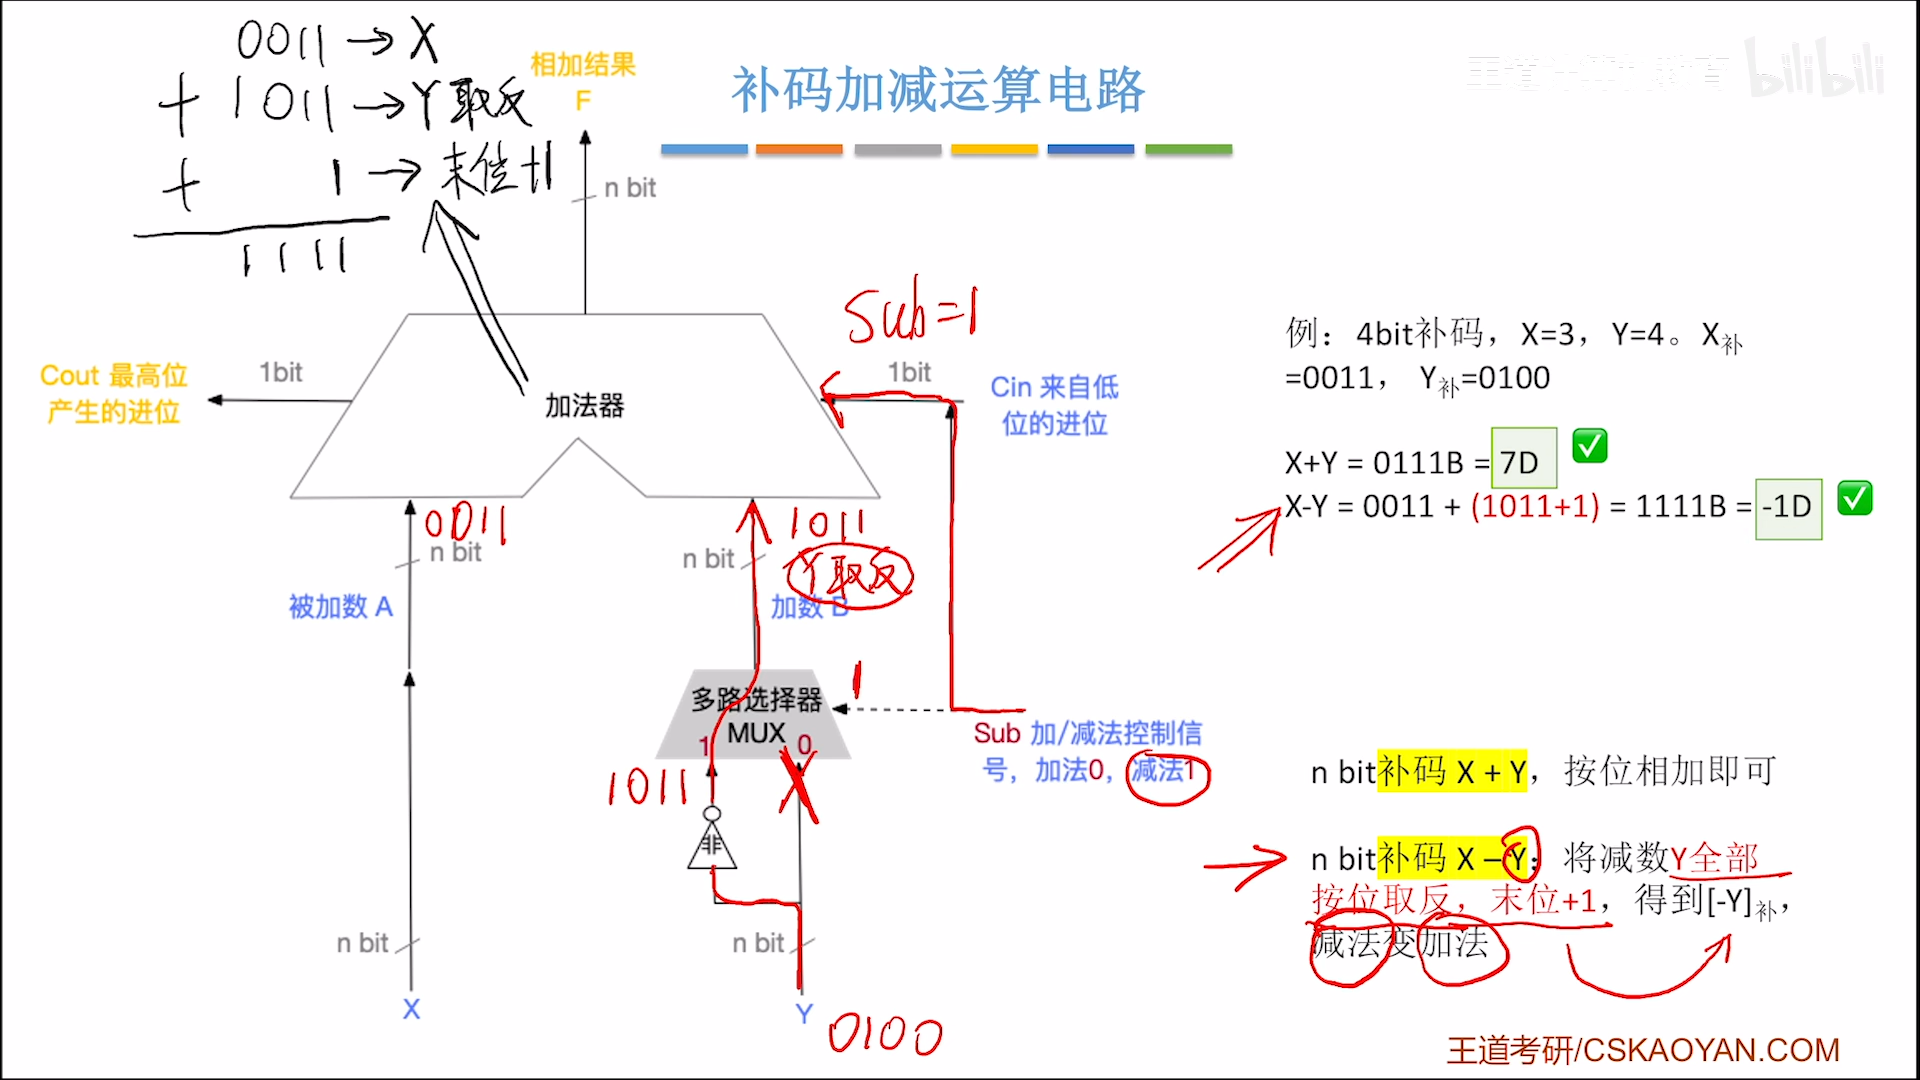 补码加减运算电路
bilibili
0011 → X
+ 1011 → Y取反
+ 1 → 末位+1
1111
相加结果
F
n bit
Sub=1
Cout 最高位
产生的进位
1bit
加法器
1bit
Cin 来自低
位的进位
0011
n bit
被加数 A
1011
n bit
Y取反
加数 B
多路选择器
MUX
1
0
1
Sub 加/减法控制信
号，加法0，减法1
1011
非
n bit
X
n bit
Y
0100
例：4bit补码，X=3，Y=4。X补
=0011， Y补=0100
X+Y = 0111B = 7D
X-Y = 0011 + (1011+1) = 1111B = -1D
n bit补码 X + Y，按位相加即可
n bit补码 X – Y：将减数Y全部
按位取反，末位+1，得到[-Y]补，
减法变加法
王道考研/CSKAOYAN.COM